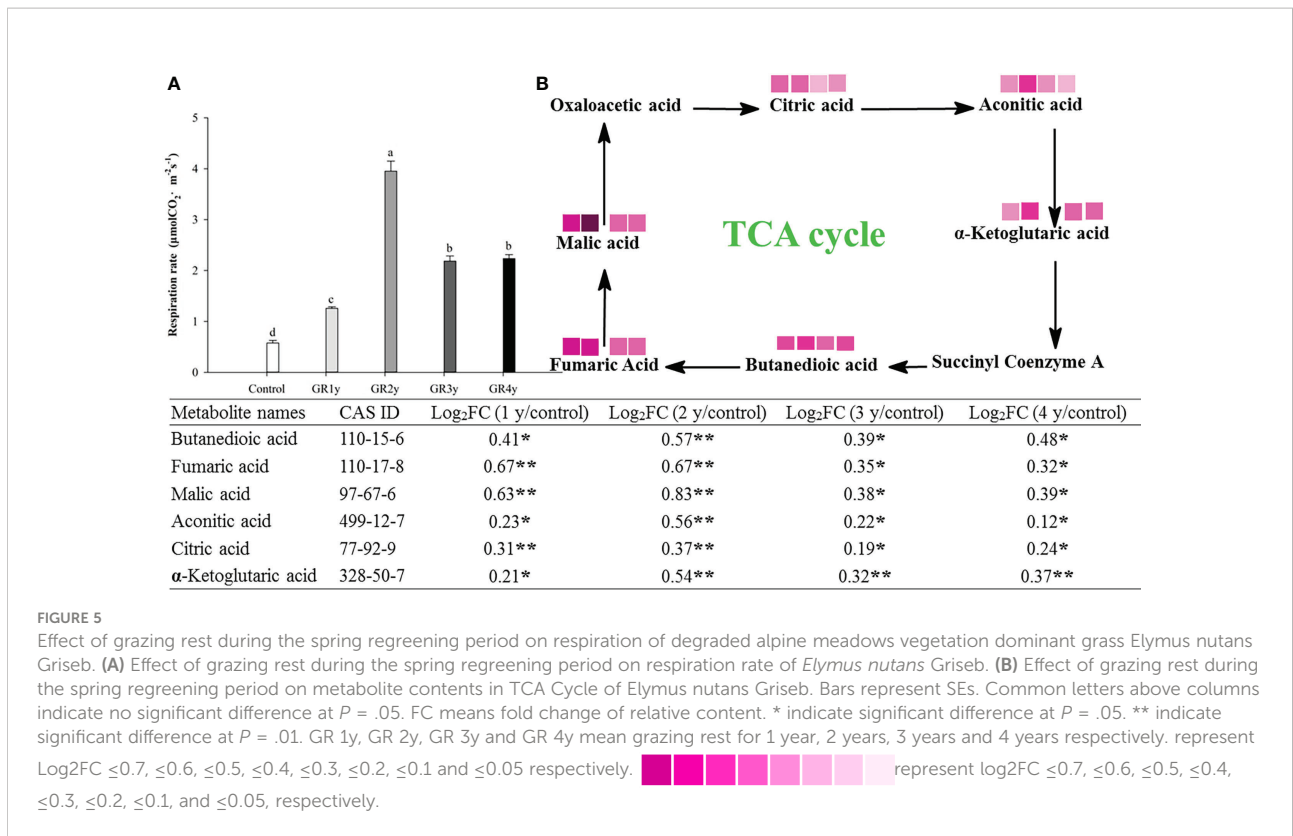 A
B
Oxaloacetic acid
Citric acid
Aconitic acid
Malic acid
TCA cycle
α-Ketoglutaric acid
Fumaric Acid
Butanedioic acid
Succinyl Coenzyme A
Respiration rate (μmolCO₂· m⁻²s⁻¹)
5
4
3
2
1
0
d
c
a
b
b
Control GR1y GR2y GR3y GR4y
Metabolite names CAS ID Log₂FC (1 y/control) Log₂FC (2 y/control) Log₂FC (3 y/control) Log₂FC (4 y/control)
Butanedioic acid 110-15-6 0.41* 0.57** 0.39* 0.48*
Fumaric acid 110-17-8 0.67** 0.67** 0.35* 0.32*
Malic acid 97-67-6 0.63** 0.83** 0.38* 0.39*
Aconitic acid 499-12-7 0.23* 0.56** 0.22* 0.12*
Citric acid 77-92-9 0.31** 0.37** 0.19* 0.24*
α-Ketoglutaric acid 328-50-7 0.21* 0.54** 0.32** 0.37**
FIGURE 5
Effect of grazing rest during the spring regreening period on respiration of degraded alpine meadows vegetation dominant grass Elymus nutans
Griseb. (A) Effect of grazing rest during the spring regreening period on respiration rate of Elymus nutans Griseb. (B) Effect of grazing rest during
the spring regreening period on metabolite contents in TCA Cycle of Elymus nutans Griseb. Bars represent SEs. Common letters above columns
indicate no significant difference at P = .05. FC means fold change of relative content. * indicate significant difference at P = .05. ** indicate
significant difference at P = .01. GR 1y, GR 2y, GR 3y and GR 4y mean grazing rest for 1 year, 2 years, 3 years and 4 years respectively. represent
Log2FC ≤0.7, ≤0.6, ≤0.5, ≤0.4, ≤0.3, ≤0.2, ≤0.1 and ≤0.05 respectively. represent log2FC ≤0.7, ≤0.6, ≤0.5, ≤0.4,
≤0.3, ≤0.2, ≤0.1, and ≤0.05, respectively.